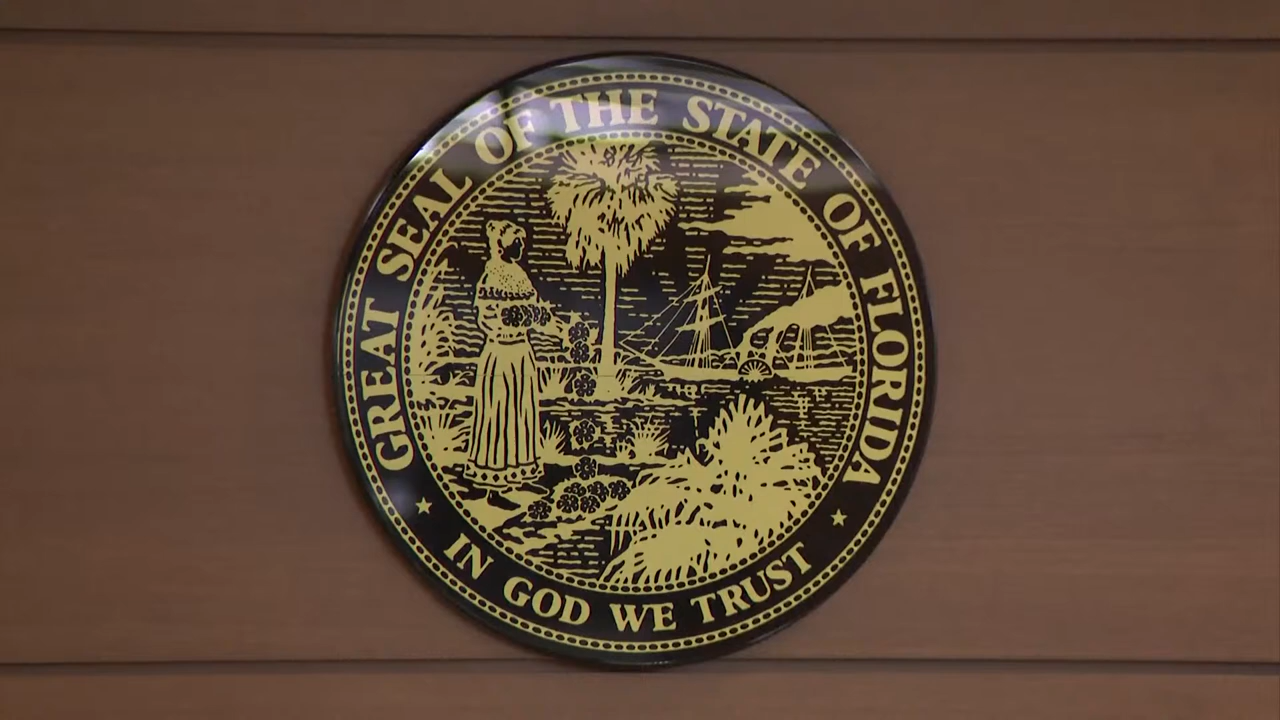 GREAT SEAL OF THE STATE OF FLORIDA
IN GOD WE TRUST